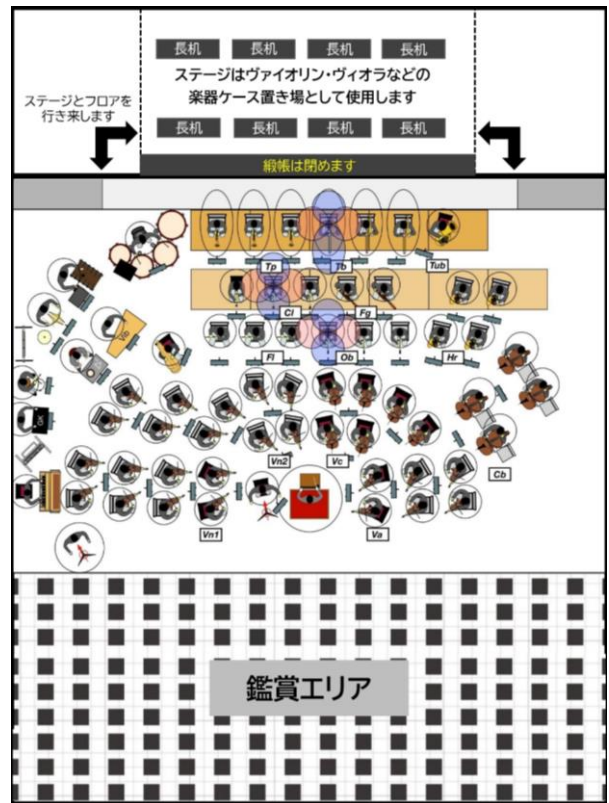 長机 長机 長机 長机
ステージはヴァイオリン・ヴィオラなどの
楽器ケース置き場として使用します
長机 長机 長机 長机
ステージとフロアを
行き来します
緞帳は閉めます
Tp Tb Tub
Cl Fg
Fl Ob Hr
Vn2 Vc Cb
Vn1 Va
鑑賞エリア